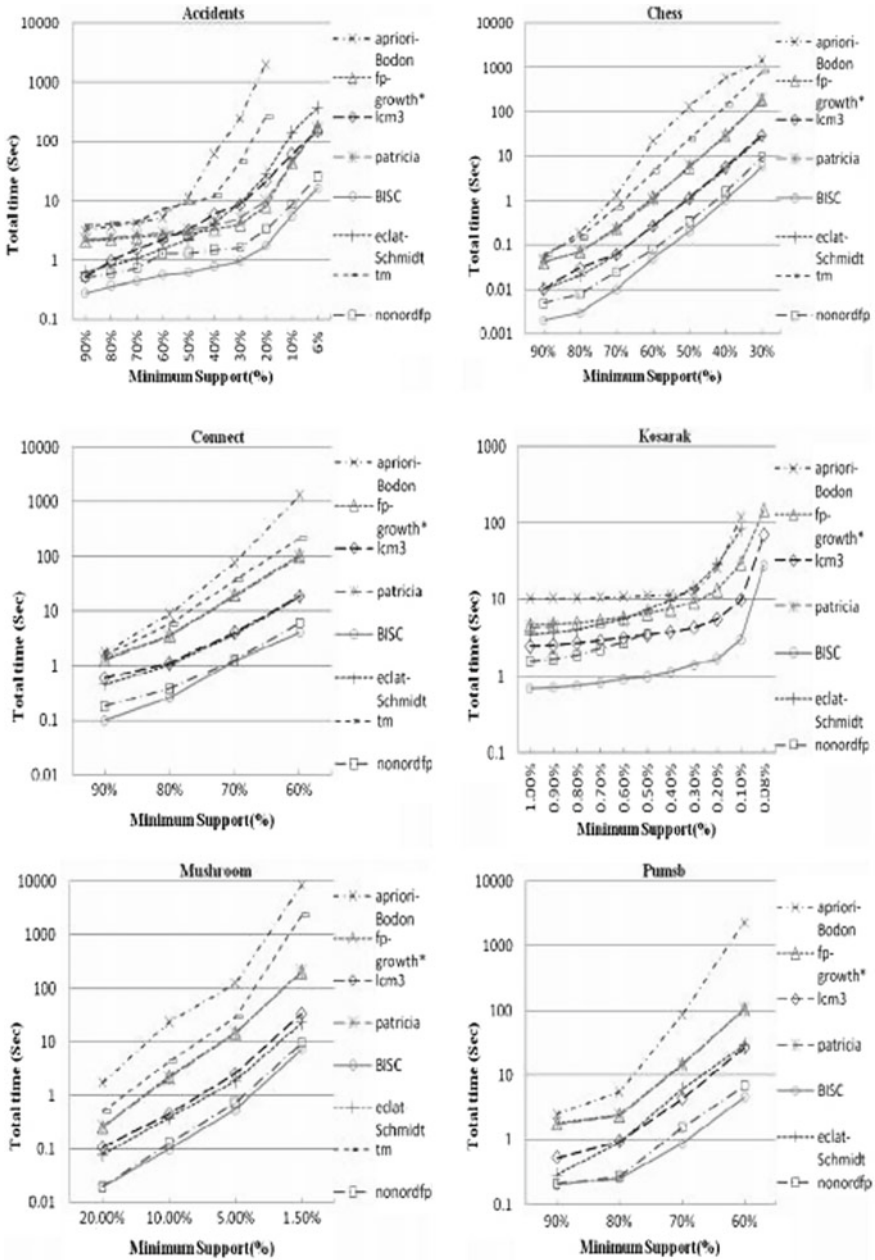 Accidents
10000
1000
100
10
1
0.1
Total time (Sec)
90%
80%
70%
60%
50%
40%
30%
20%
10%
6%
Minimum Support(%)
apriori-
Bodon
fp-
growth*
lcm3
patricia
BISC
eclat-
Schmidt
tm
nonordfp
Chess
10000
1000
100
10
1
0.1
0.01
0.001
Total time (Sec)
90%
80%
70%
60%
50%
40%
30%
Minimum Support(%)
apriori-
Bodon
fp-
growth*
lcm3
patricia
BISC
eclat-
Schmidt
tm
nonordfp
Connect
10000
1000
100
10
1
0.1
0.01
Total time (Sec)
90%
80%
70%
60%
Minimum Support(%)
apriori-
Bodon
fp-
growth*
lcm3
patricia
BISC
eclat-
Schmidt
tm
nonordfp
Kosarak
1000
100
10
1
0.1
Total time (Sec)
1.00%
0.90%
0.80%
0.70%
0.60%
0.50%
0.40%
0.30%
0.20%
0.10%
0.08%
Minimum Support(%)
apriori-
Bodon
fp-
growth*
lcm3
patricia
BISC
eclat-
Schmidt
nonordfp
Mushroom
10000
1000
100
10
1
0.1
0.01
Total time (Sec)
20.00%
10.00%
5.00%
1.50%
Minimum Support(%)
apriori-
Bodon
fp-
growth*
lcm3
patricia
BISC
eclat-
Schmidt
tm
nonordfp
Pumsb
10000
1000
100
10
1
0.1
Total time (Sec)
90%
80%
70%
60%
Minimum Support(%)
apriori-
Bodon
fp-
growth*
lcm3
patricia
BISC
eclat-
Schmidt
nonordfp